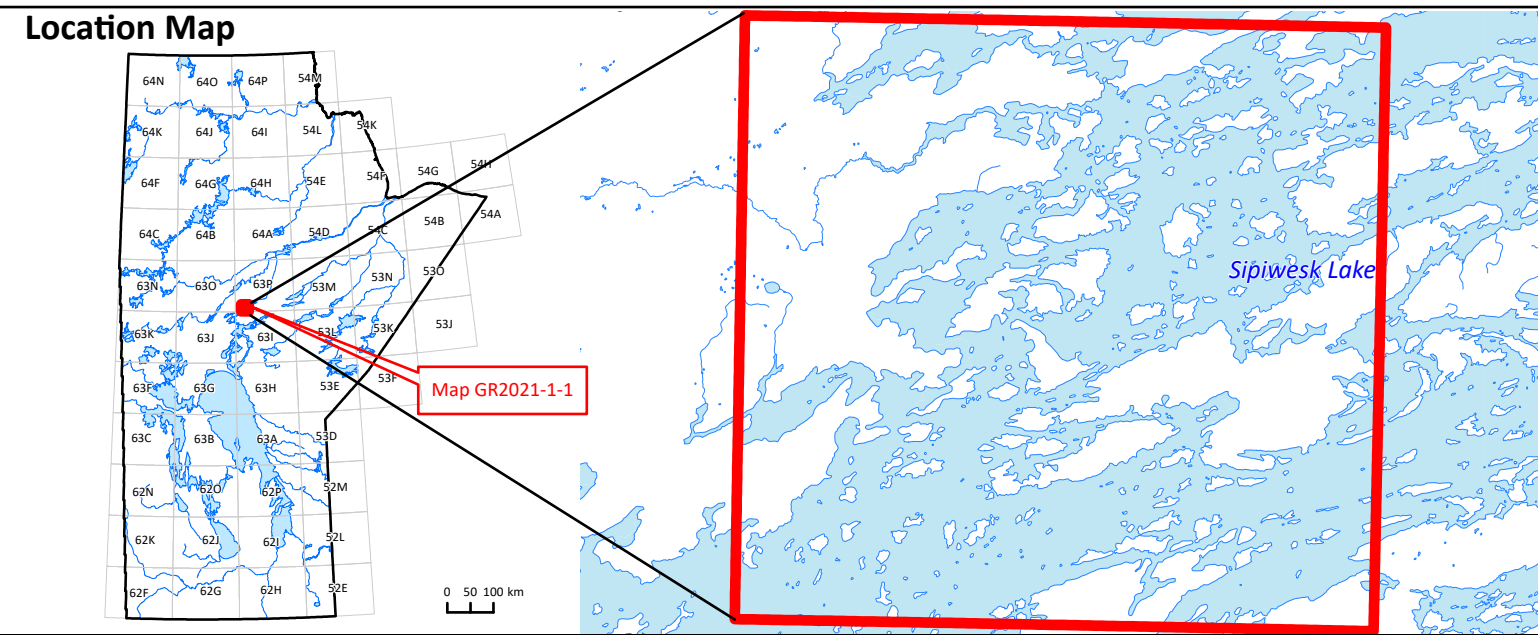 Location Map
64N 64O 64P 54M
64K 64J 64I 54L 54K
64F 64G 64H 54E 54F 54G 54H
64C 64B 64A 54D 54C 54B 54A
63N 63O 63P 53M 53N 53O
63K 63J 63I 53L 53K 53J
63F 63G 63H 53E 53F
Map GR2021-1-1
63C 63B 63A 53D
62N 62O 62P 52M
62K 62J 62I 52L
62F 62G 62H 52E
0 50 100 km
Sipiwesk Lake